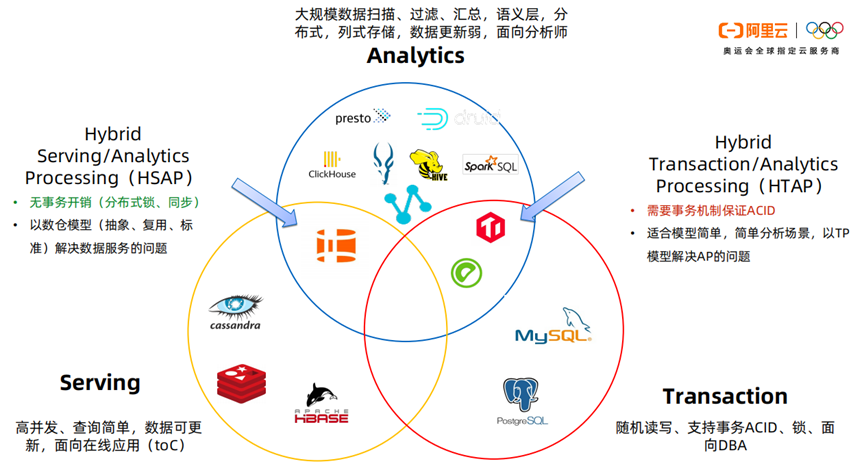 大规模数据扫描、过滤、汇总，语义层，分
布式，列式存储，数据更新弱，面向分析师
Analytics
阿里云
奥运会全球指定云服务商
Hybrid
Serving/Analytics
Processing（HSAP）
• 无事务开销（分布式锁、同步）
• 以数仓模型（抽象、复用、标
准）解决数据服务的问题
presto
druid
ClickHouse
HIVE
Spark SQL
Hybrid
Transaction/Analytics
Processing（HTAP）
• 需要事务机制保证ACID
• 适合模型简单，简单分析场景，以TP
模型解决AP的问题
cassandra
MySQL
Serving
高并发、查询简单，数据可更
新，面向在线应用（toC）
APACHE
HBASE
PostgreSQL
Transaction
随机读写、支持事务ACID、锁、面
向DBA